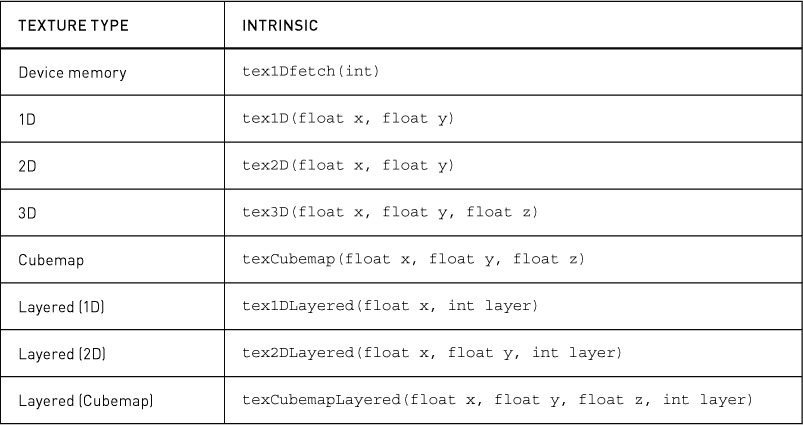 TEXTURE TYPE INTRINSIC
Device memory tex1Dfetch(int)
1D tex1D(float x, float y)
2D tex2D(float x, float y)
3D tex3D(float x, float y, float z)
Cubemap texCubemap(float x, float y, float z)
Layered (1D) tex1DLayered(float x, int layer)
Layered (2D) tex2DLayered(float x, float y, int layer)
Layered (Cubemap) texCubemapLayered(float x, float y, float z, int layer)